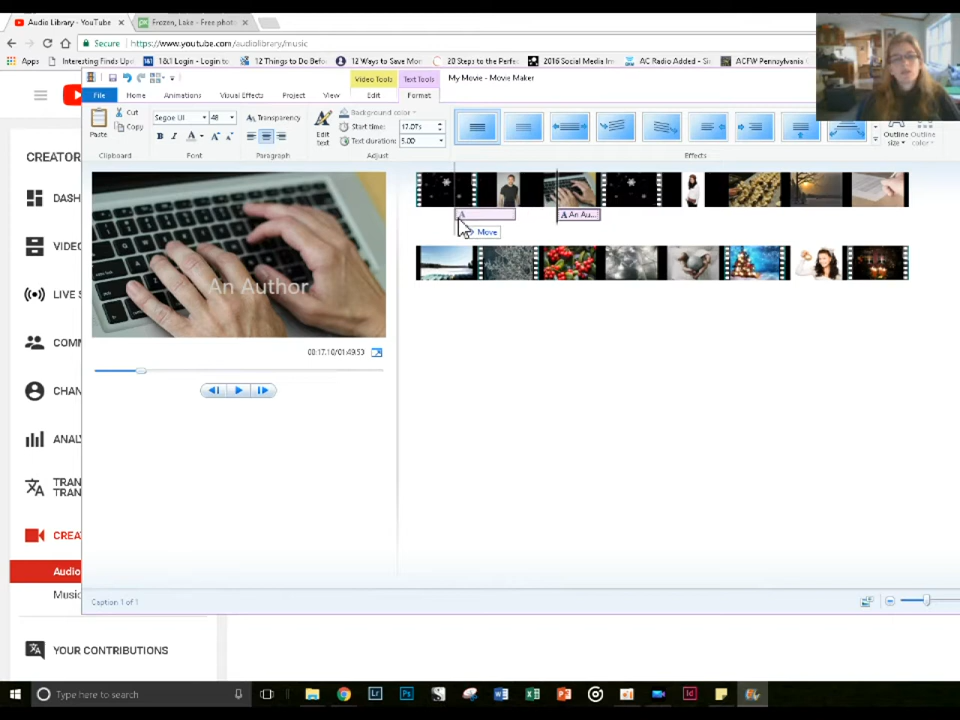 Audio Library - YouTube
Frozen, Lake - Free phot
Secure
https://www.youtube.com/audiolibrary/music
Apps
Interesting Finds Up
1&1 Login - Login to
12 Things to Do Befo
12 Ways to Save Mon
20 Steps to the Perfe
2016 Social Media Im
AC Radio Added - Su
ACFW Pennsylvania
Video Tools
Text Tools
My Movie - Movie Maker
File
Home
Animations
Visual Effects
Project
View
Edit
Format
Paste
Cut
Copy
Clipboard
Segoe UI
48
B
I
A
A
A
Font
Transparency
Paragraph
Edit text
Background color
Start time:
17.07s
Text duration:
5.00
Adjust
Effects
Outline size
Outline color
CREATOR
DASH
VIDEO
LIVE S
COMM
CHAN
ANALY
TRAN
TRAN
CREA
Audio
Music
YOUR CONTRIBUTIONS
An Author
00:17.10/01:49.53
A
A An Au...
Move
Caption 1 of 1
Type here to search